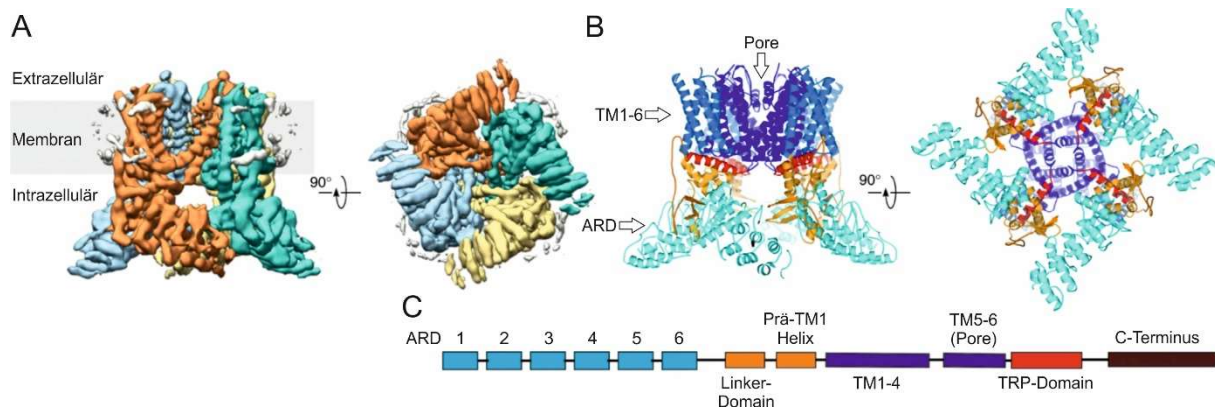 A
Extrazellulär
Membran
Intrazellulär
90°
B
Pore
TM1-6
ARD
90°
C
ARD 1 2 3 4 5 6
Prä-TM1
Helix
TM5-6
(Pore)
C-Terminus
Linker-
Domain
TM1-4
TRP-Domain